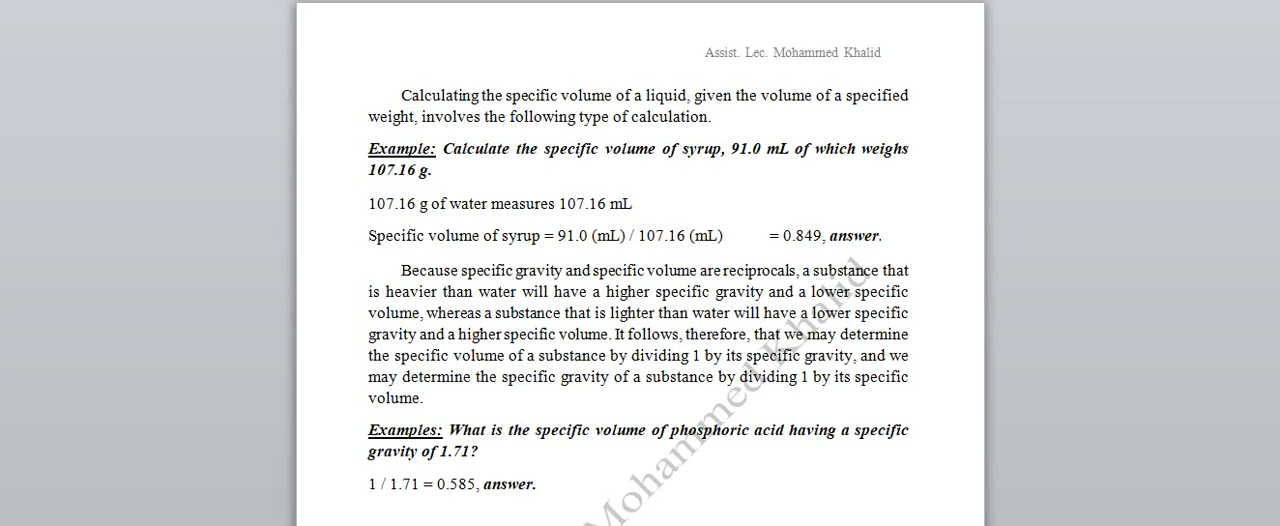 Assist. Lec. Mohammed Khalid
Calculating the specific volume of a liquid, given the volume of a specified
weight, involves the following type of calculation.
Example: Calculate the specific volume of syrup, 91.0 mL of which weighs
107.16 g.
107.16 g of water measures 107.16 mL
Specific volume of syrup = 91.0 (mL) / 107.16 (mL) = 0.849, answer.
Because specific gravity and specific volume are reciprocals, a substance that
is heavier than water will have a higher specific gravity and a lower specific
volume, whereas a substance that is lighter than water will have a lower specific
gravity and a higher specific volume. It follows, therefore, that we may determine
the specific volume of a substance by dividing 1 by its specific gravity, and we
may determine the specific gravity of a substance by dividing 1 by its specific
volume.
Examples: What is the specific volume of phosphoric acid having a specific
gravity of 1.71?
1 / 1.71 = 0.585, answer.
Mohammed Khalid